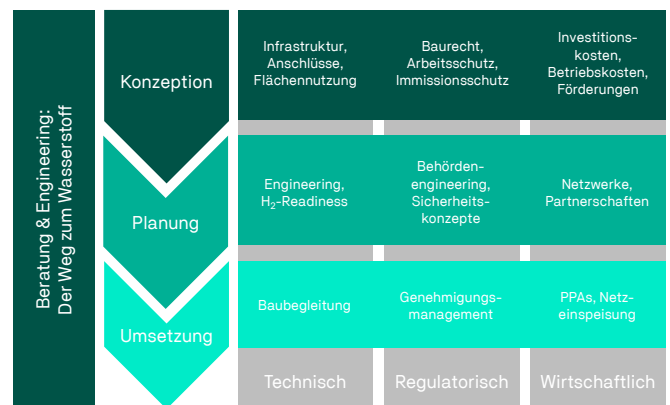 Beratung & Engineering:
Der Weg zum Wasserstoff
Konzeption
Infrastruktur,
Anschlüsse,
Flächennutzung
Baurecht,
Arbeitsschutz,
Immissionsschutz
Investitions-
kosten,
Betriebskosten,
Förderungen
Planung
Engineering,
H₂-Readiness
Behörden-
engineering,
Sicherheits-
konzepte
Netzwerke,
Partnerschaften
Umsetzung
Baubegleitung
Genehmigungs-
management
PPAs, Netz-
einspeisung
Technisch
Regulatorisch
Wirtschaftlich